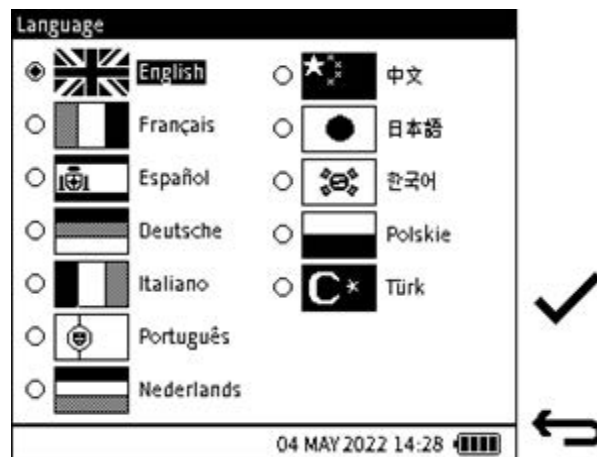 Language
English
Français
Español
Deutsche
Italiano
Português
Nederlands
中文
日本語
한국어
Polskie
Türk
04 MAY 2022 14:28